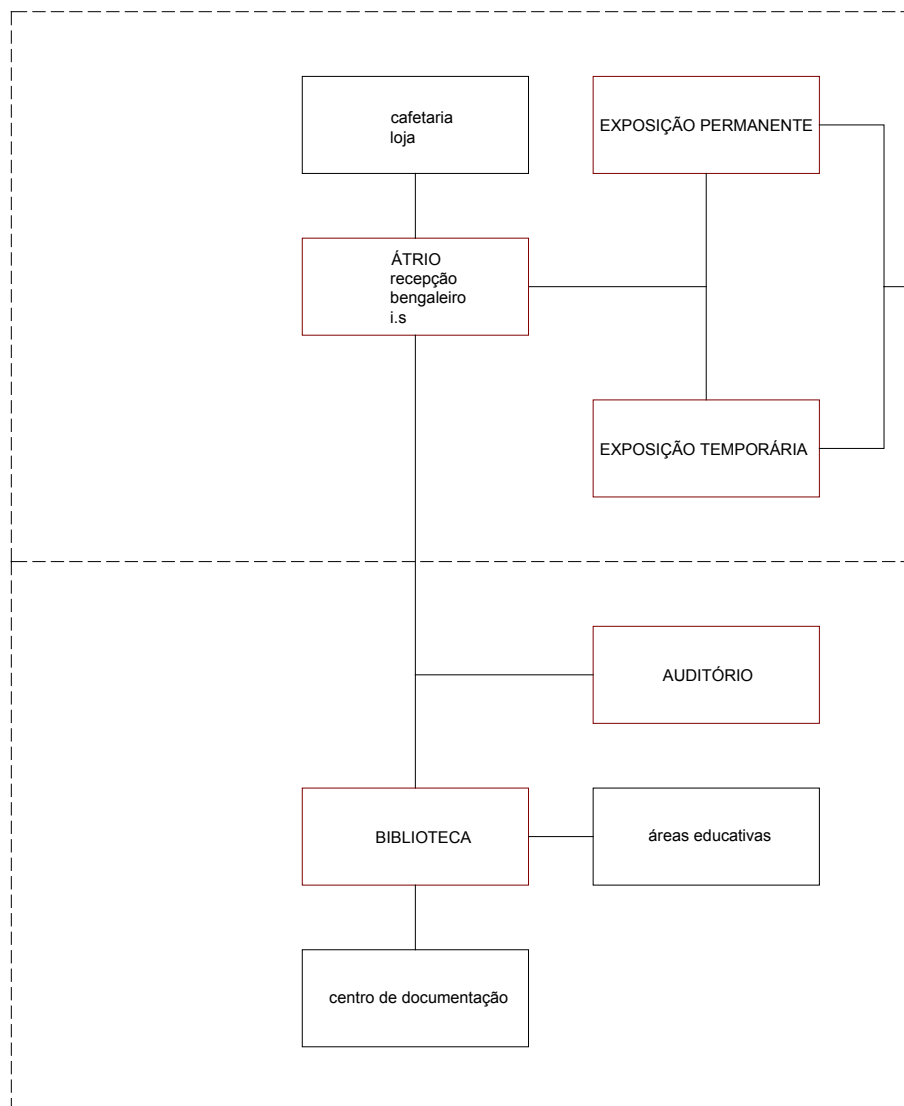 cafetaria
loja
EXPOSIÇÃO PERMANENTE
ÁTRIO
recepção
bengaleiro
i.s
EXPOSIÇÃO TEMPORÁRIA
AUDITÓRIO
BIBLIOTECA
áreas educativas
centro de documentação